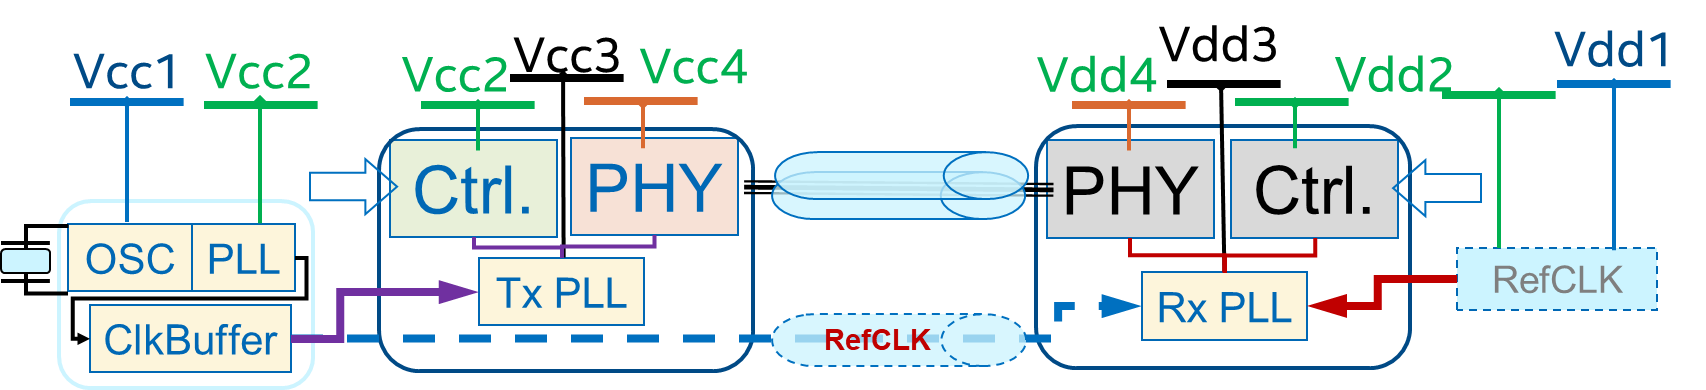 Vcc1
Vcc2
Vcc2
Vcc3
Vcc4
Vdd4
Vdd3
Vdd2
Vdd1
Ctrl.
PHY
PHY
Ctrl.
OSC
PLL
Tx PLL
Rx PLL
RefCLK
ClkBuffer
RefCLK